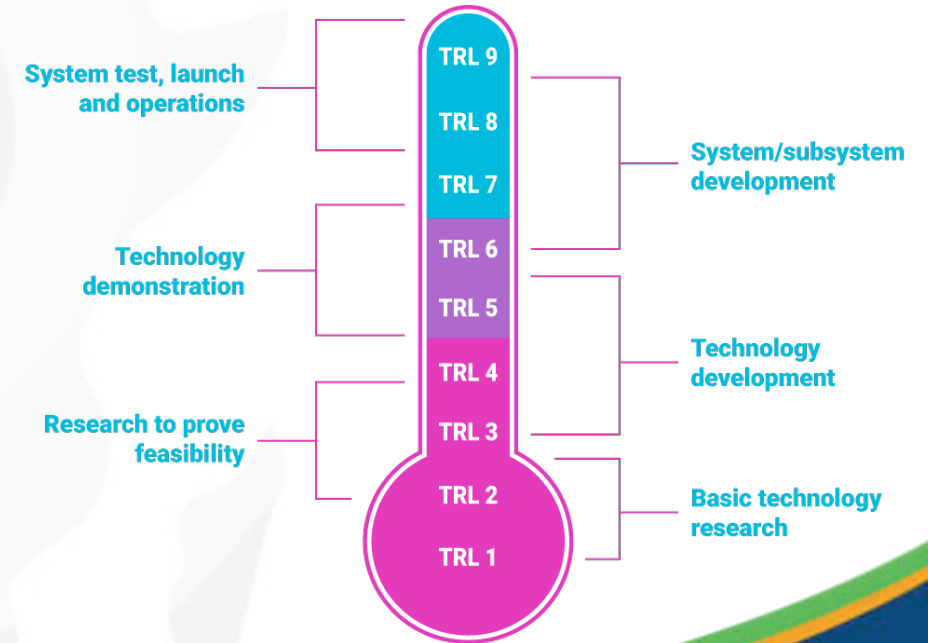 System test, launch
and operations
Technology
demonstration
Research to prove
feasibility
TRL 9
TRL 8
TRL 7
TRL 6
TRL 5
TRL 4
TRL 3
TRL 2
TRL 1
System/subsystem
development
Technology
development
Basic technology
research